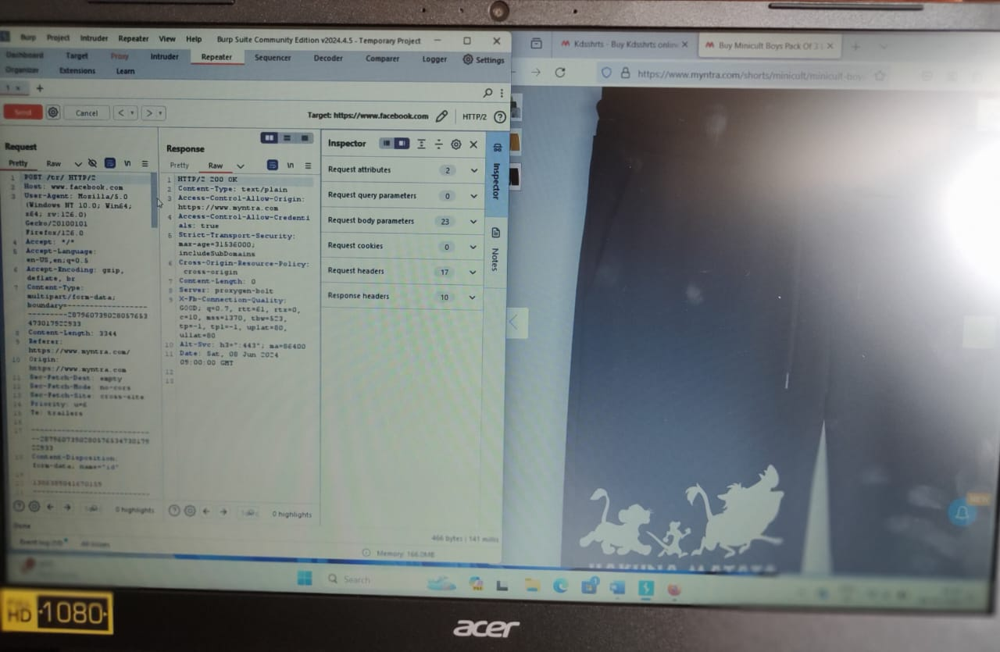 Burp Project Intruder Repeater View Help Burp Suite Community Edition v2024.4.5 - Temporary Project
Dashboard Target Proxy Intruder Repeater Sequencer Decoder Comparer Logger Settings
Organizer Extensions Learn
1 × +
Send Cancel < > Target: https://www.facebook.com HTTP/2
Request
Pretty Raw
1 POST /tr/ HTTP/2
2 Host: www.facebook.com
3 User-Agent: Mozilla/5.0
(Windows NT 10.0; Win64;
x64; rv:126.0)
Gecko/20100101
Firefox/126.0
4 Accept: */*
5 Accept-Language:
en-US,en;q=0.5
6 Accept-Encoding: gzip,
deflate, br
7 Content-Type:
multipart/form-data;
8 Content-Length: 3344
9 Referer:
https://www.myntra.com/
10 Origin:
https://www.myntra.com
11 Sec-Fetch-Dest: empty
12 Sec-Fetch-Mode: no-cors
13 Sec-Fetch-Site: cross-site
14 Priority: u=6
15 Te: trailers
16
17
18 Content-Disposition:
form-data; name="id"
0 highlights
Done
Response
Pretty Raw
1 HTTP/2 200 OK
2 Content-Type: text/plain
3 Access-Control-Allow-Origin:
https://www.myntra.com
4 Access-Control-Allow-Credenti
als: true
5 Strict-Transport-Security:
max-age=31536000;
includeSubDomains
6 Cross-Origin-Resource-Policy:
cross-origin
7 Content-Length: 0
8 Server: proxygen-bolt
9 X-Fb-Connection-Quality:
GOOD; q=0.7, rtt=61, rtx=0,
c=10, mss=1370, tbw=523,
tp=-1, tpl=-1, uplat=80,
ullat=80
10 Alt-Svc: h3=":443"; ma=86400
11 Date: Sat, 08 Jun 2024
05:00:00 GMT
12
13
0 highlights
Inspector
Request attributes 2
Request query parameters 0
Request body parameters 23
Request cookies 0
Request headers 17
Response headers 10
Inspector
Notes
466 bytes | 141 millis
Memory: 166.0MB
Kdsshrts - Buy Kdsshrts onlin
Buy Minicult Boys Pack Of 3
https://www.myntra.com/shorts/minicult/minicult-boy
HAKUNA MATATA
NEW
Search
FULL
HD 1080
acer